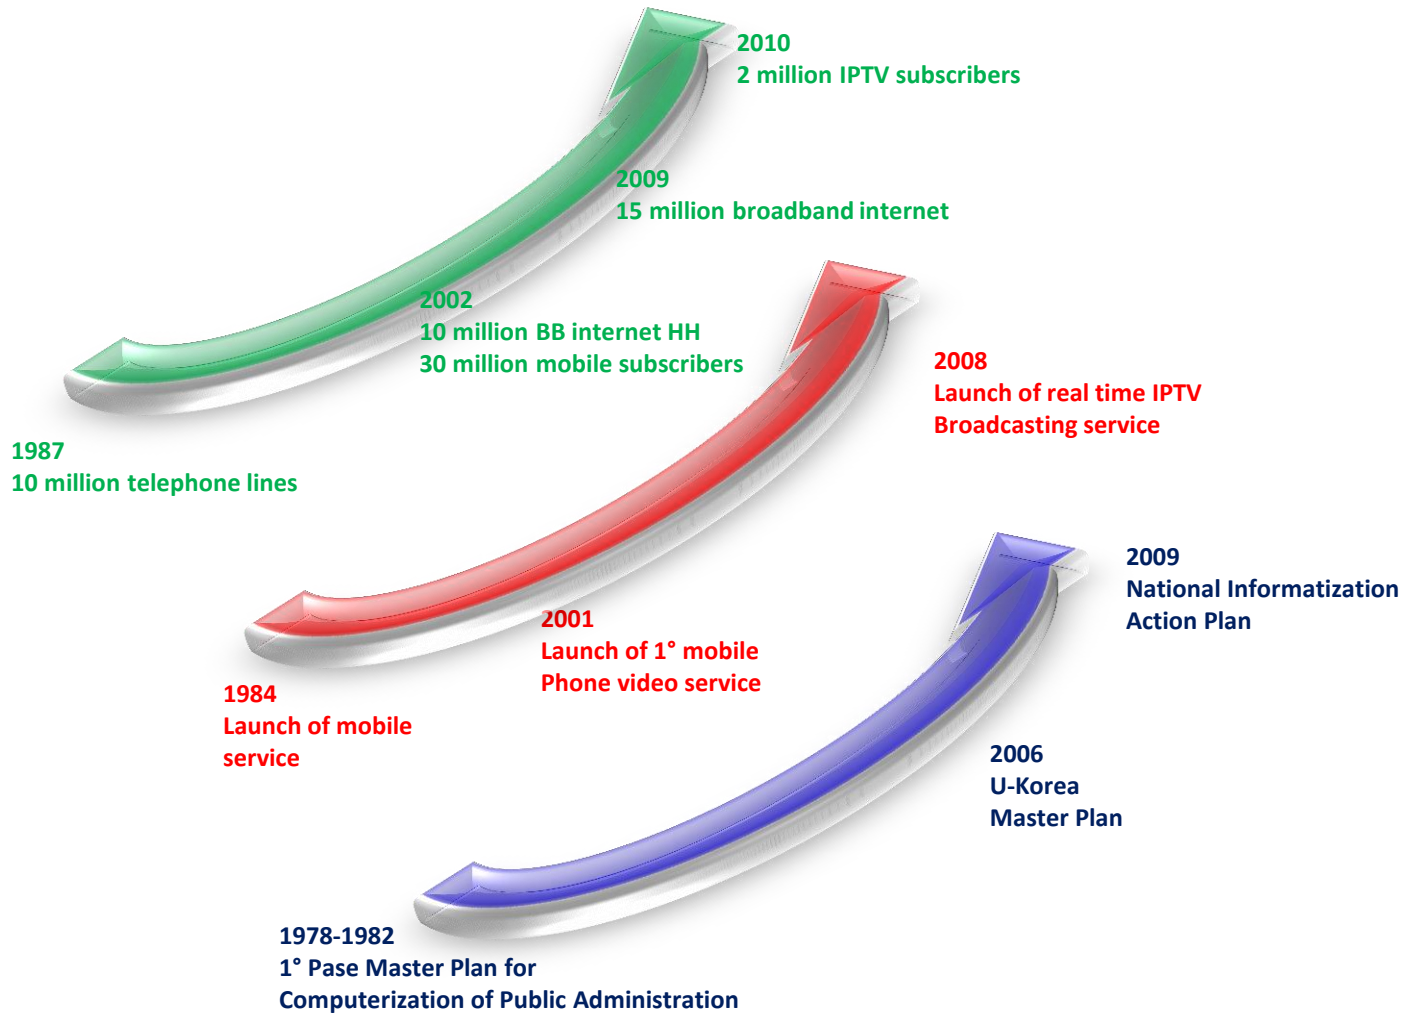 2010
2 million IPTV subscribers
2009
15 million broadband internet
2002
10 million BB internet HH
30 million mobile subscribers
1987
10 million telephone lines
2008
Launch of real time IPTV
Broadcasting service
2001
Launch of 1° mobile
Phone video service
1984
Launch of mobile
service
2009
National Informatization
Action Plan
2006
U-Korea
Master Plan
1978-1982
1° Pase Master Plan for
Computerization of Public Administration